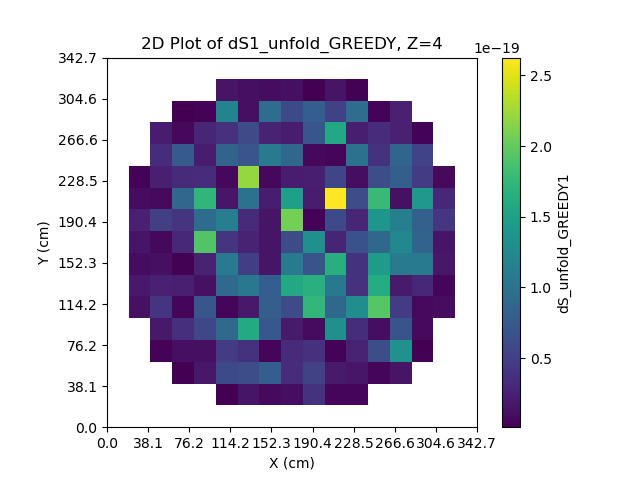 2D Plot of dS1_unfold_GREEDY, Z=4
1e−19
342.7
304.6
266.6
228.5
190.4
152.3
114.2
76.2
38.1
0.0
Y (cm)
0.0 38.1 76.2 114.2 152.3 190.4 228.5 266.6 304.6 342.7
X (cm)
2.5
2.0
1.5
1.0
0.5
dS_unfold_GREEDY1